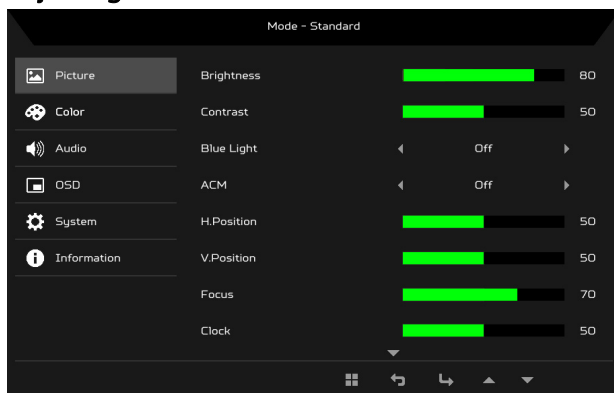 Mode - Standard
Picture
Brightness 80
Color
Contrast 50
Audio
Blue Light Off
OSD
ACM Off
System
H.Position 50
Information
V.Position 50
Focus 70
Clock 50